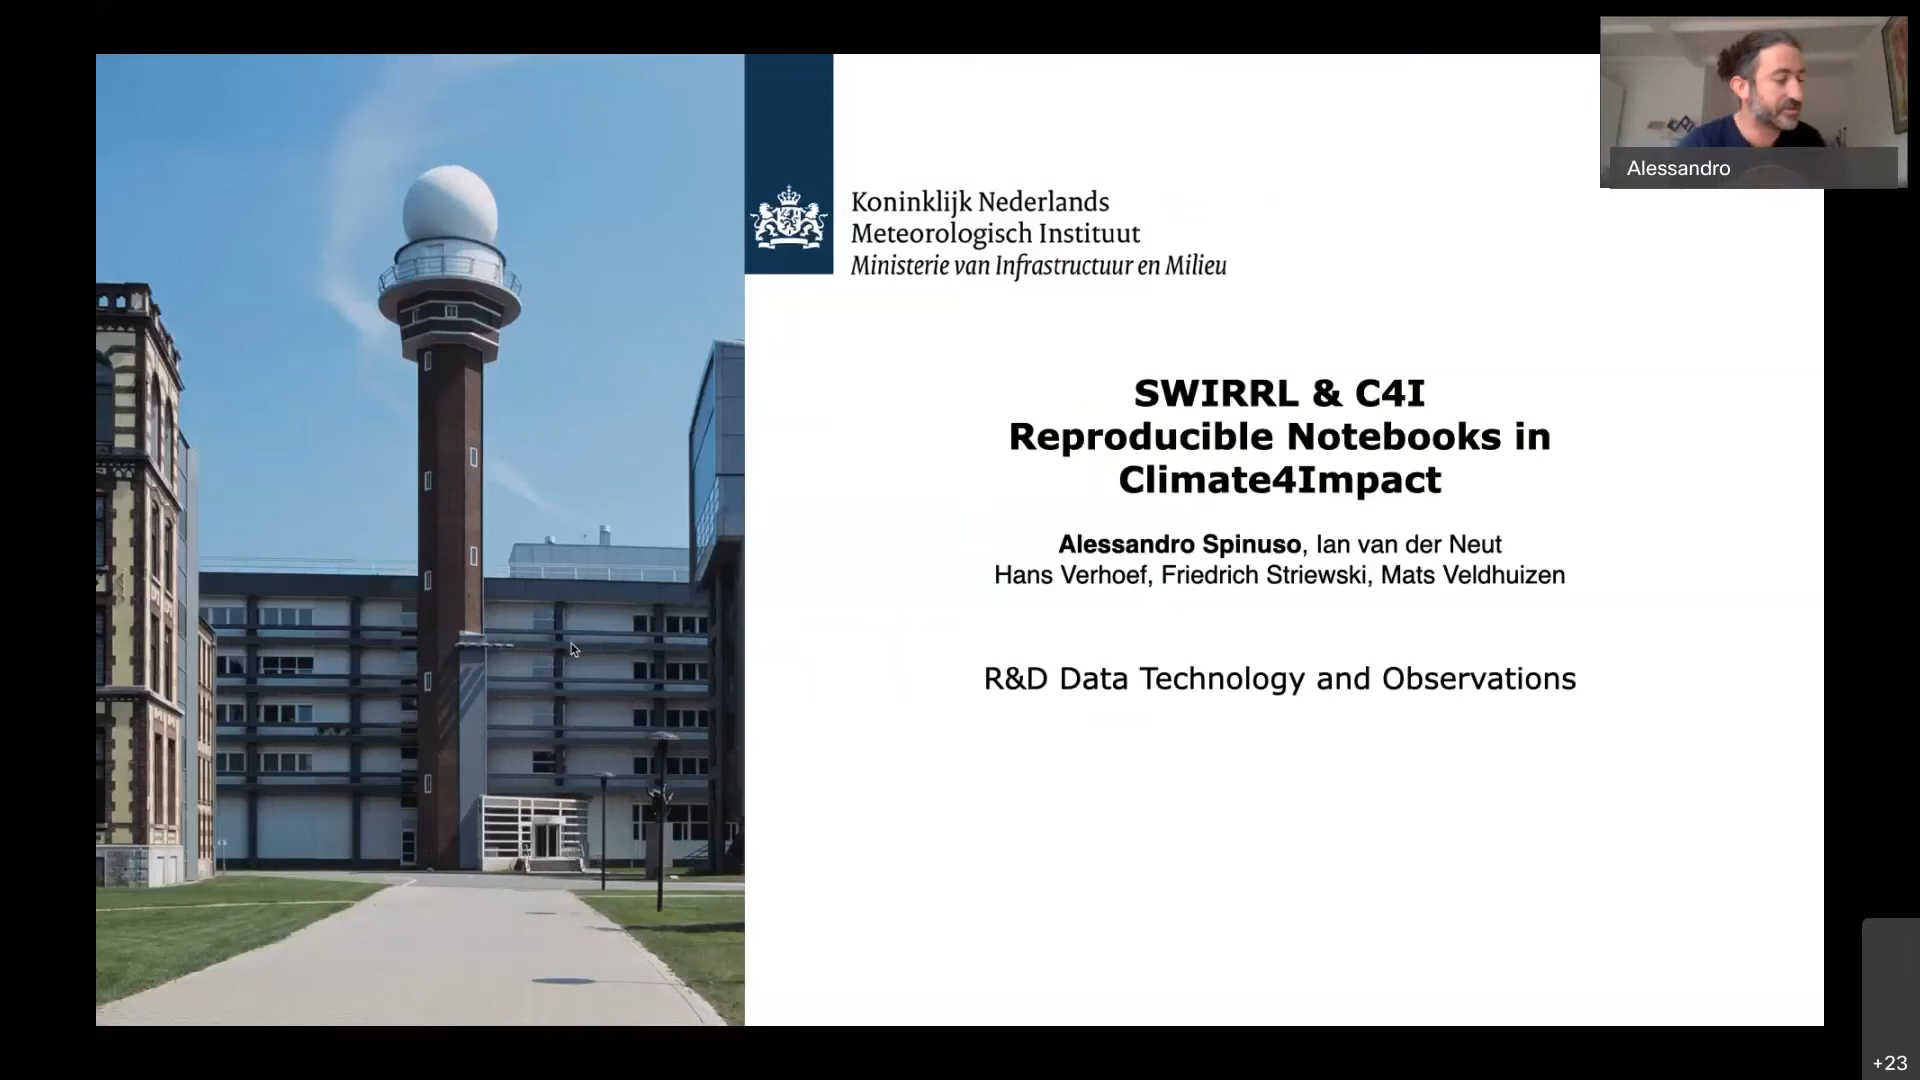 Alessandro
Koninklijk Nederlands
Meteorologisch Instituut
Ministerie van Infrastructuur en Milieu
SWIRRL & C4I
Reproducible Notebooks in
Climate4Impact
Alessandro Spinuso, Ian van der Neut
Hans Verhoef, Friedrich Striewski, Mats Veldhuizen
R&D Data Technology and Observations
+23